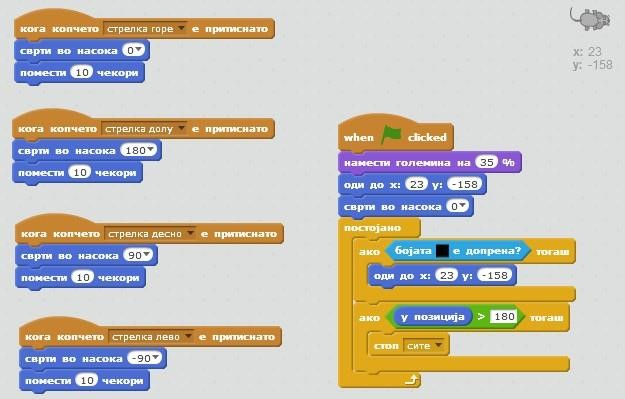 кога копчето стрелка горе е притиснато
сврти во насока 0
помести 10 чекори
кога копчето стрелка долу е притиснато
сврти во насока 180
помести 10 чекори
кога копчето стрелка десно е притиснато
сврти во насока 90
помести 10 чекори
кога копчето стрелка лево е притиснато
сврти во насока -90
помести 10 чекори
x: 23
y: -158
when clicked
намести големина на 35 %
оди до x: 23 y: -158
сврти во насока 0
постојано
ако бојата е допрена? тогаш
оди до x: 23 y: -158
ако y позиција > 180 тогаш
стоп сите